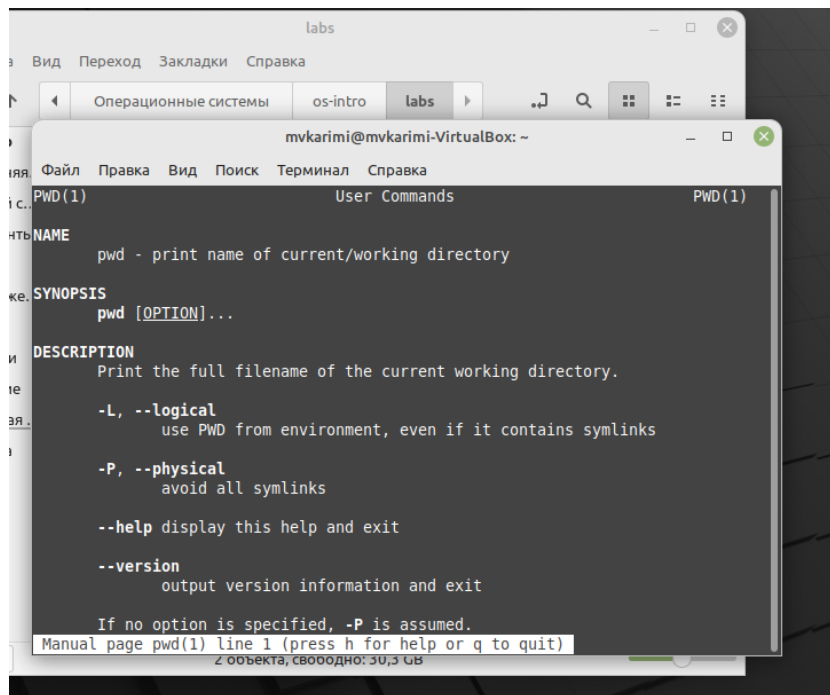 labs
Вид Переход Закладки Справка
Операционные системы os-intro labs
mvkarimi@mvkarimi-VirtualBox: ~
Файл Правка Вид Поиск Терминал Справка
PWD(1) User Commands PWD(1)
NAME
pwd - print name of current/working directory
SYNOPSIS
pwd [OPTION]...
DESCRIPTION
Print the full filename of the current working directory.
-L, --logical
use PWD from environment, even if it contains symlinks
-P, --physical
avoid all symlinks
--help display this help and exit
--version
output version information and exit
If no option is specified, -P is assumed.
Manual page pwd(1) line 1 (press h for help or q to quit)
2 объекта, свободно: 30,3 GB